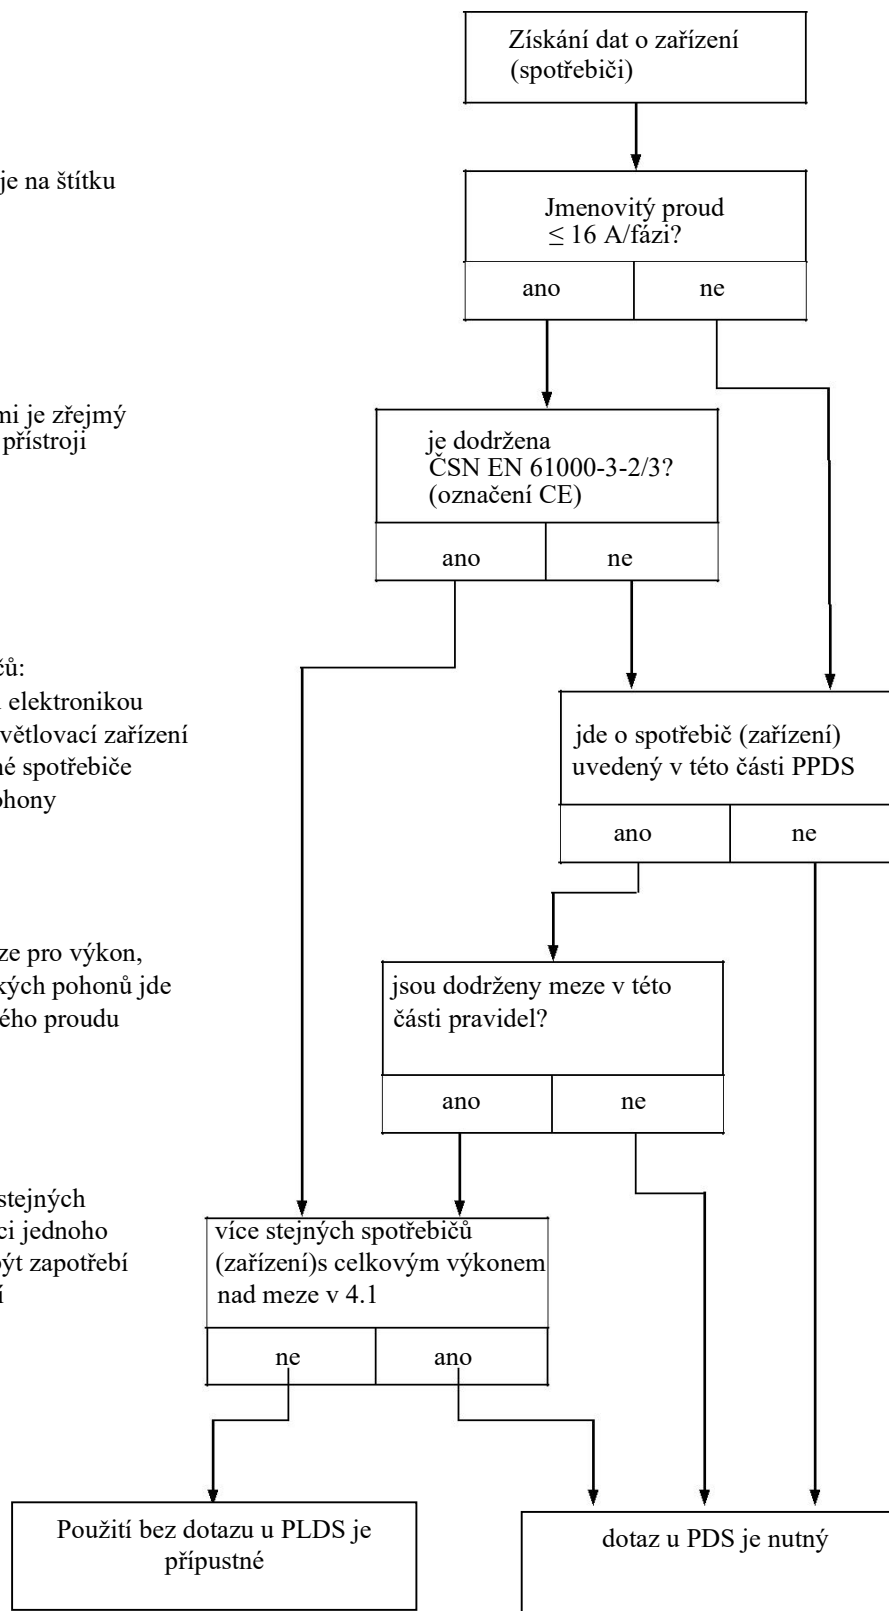 Získání dat o zařízení
(spotřebiči)
je na štítku
Jmenovitý proud
≤ 16 A/fázi?
ano
ne
mi je zřejmý
přístroji
je dodržena
ČSN EN 61000-3-2/3?
(označení CE)
ano
ne
čů:
elektronikou
světlovací zařízení
né spotřebiče
ohony
jde o spotřebič (zařízení)
uvedený v této části PPDS
ano
ne
ze pro výkon,
kých pohonů jde
ého proudu
jsou dodrženy meze v této
části pravidel?
ano
ne
stejných
ci jednoho
být zapotřebí
í
více stejných spotřebičů
(zařízení)s celkovým výkonem
nad meze v 4.1
ne
ano
Použití bez dotazu u PLDS je
přípustné
dotaz u PDS je nutný